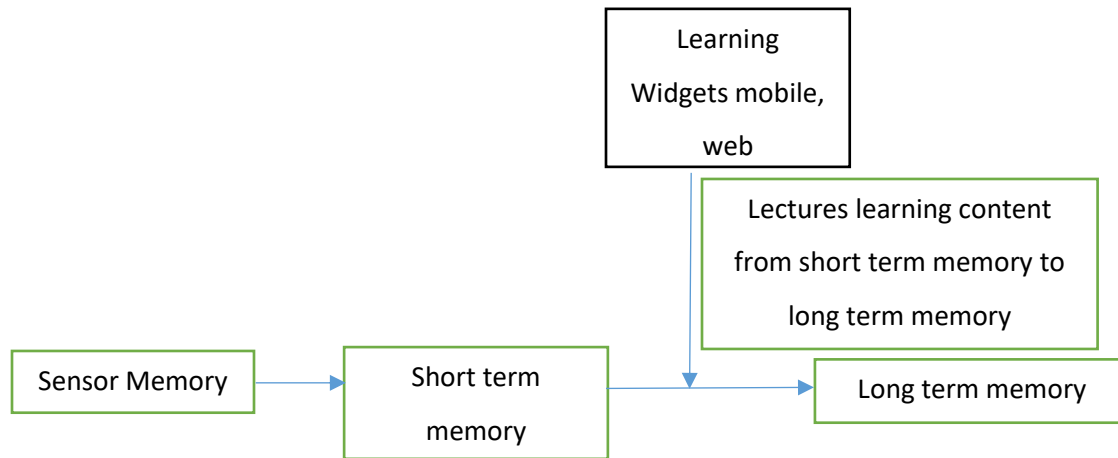 Learning
Widgets mobile,
web
Lectures learning content
from short term memory to
long term memory
Sensor Memory
Short term
memory
Long term memory